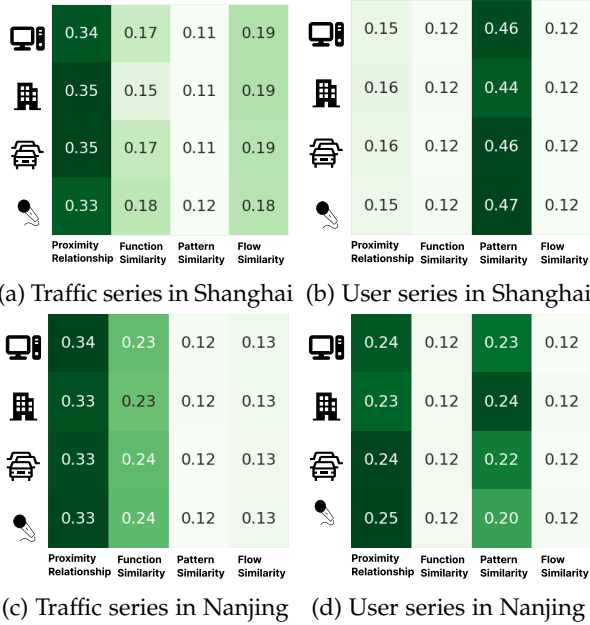 0.34 0.17 0.11 0.19
0.35 0.15 0.11 0.19
0.35 0.17 0.11 0.19
0.33 0.18 0.12 0.18
Proximity Relationship Function Similarity Pattern Similarity Flow Similarity
0.15 0.12 0.46 0.12
0.16 0.12 0.44 0.12
0.16 0.12 0.46 0.12
0.15 0.12 0.47 0.12
Proximity Relationship Function Similarity Pattern Similarity Flow Similarity
(a) Traffic series in Shanghai (b) User series in Shanghai
0.34 0.23 0.12 0.13
0.33 0.23 0.12 0.13
0.33 0.24 0.12 0.13
0.33 0.24 0.12 0.13
Proximity Relationship Function Similarity Pattern Similarity Flow Similarity
0.24 0.12 0.23 0.12
0.23 0.12 0.24 0.12
0.24 0.12 0.22 0.12
0.25 0.12 0.20 0.12
Proximity Relationship Function Similarity Pattern Similarity Flow Similarity
(c) Traffic series in Nanjing (d) User series in Nanjing